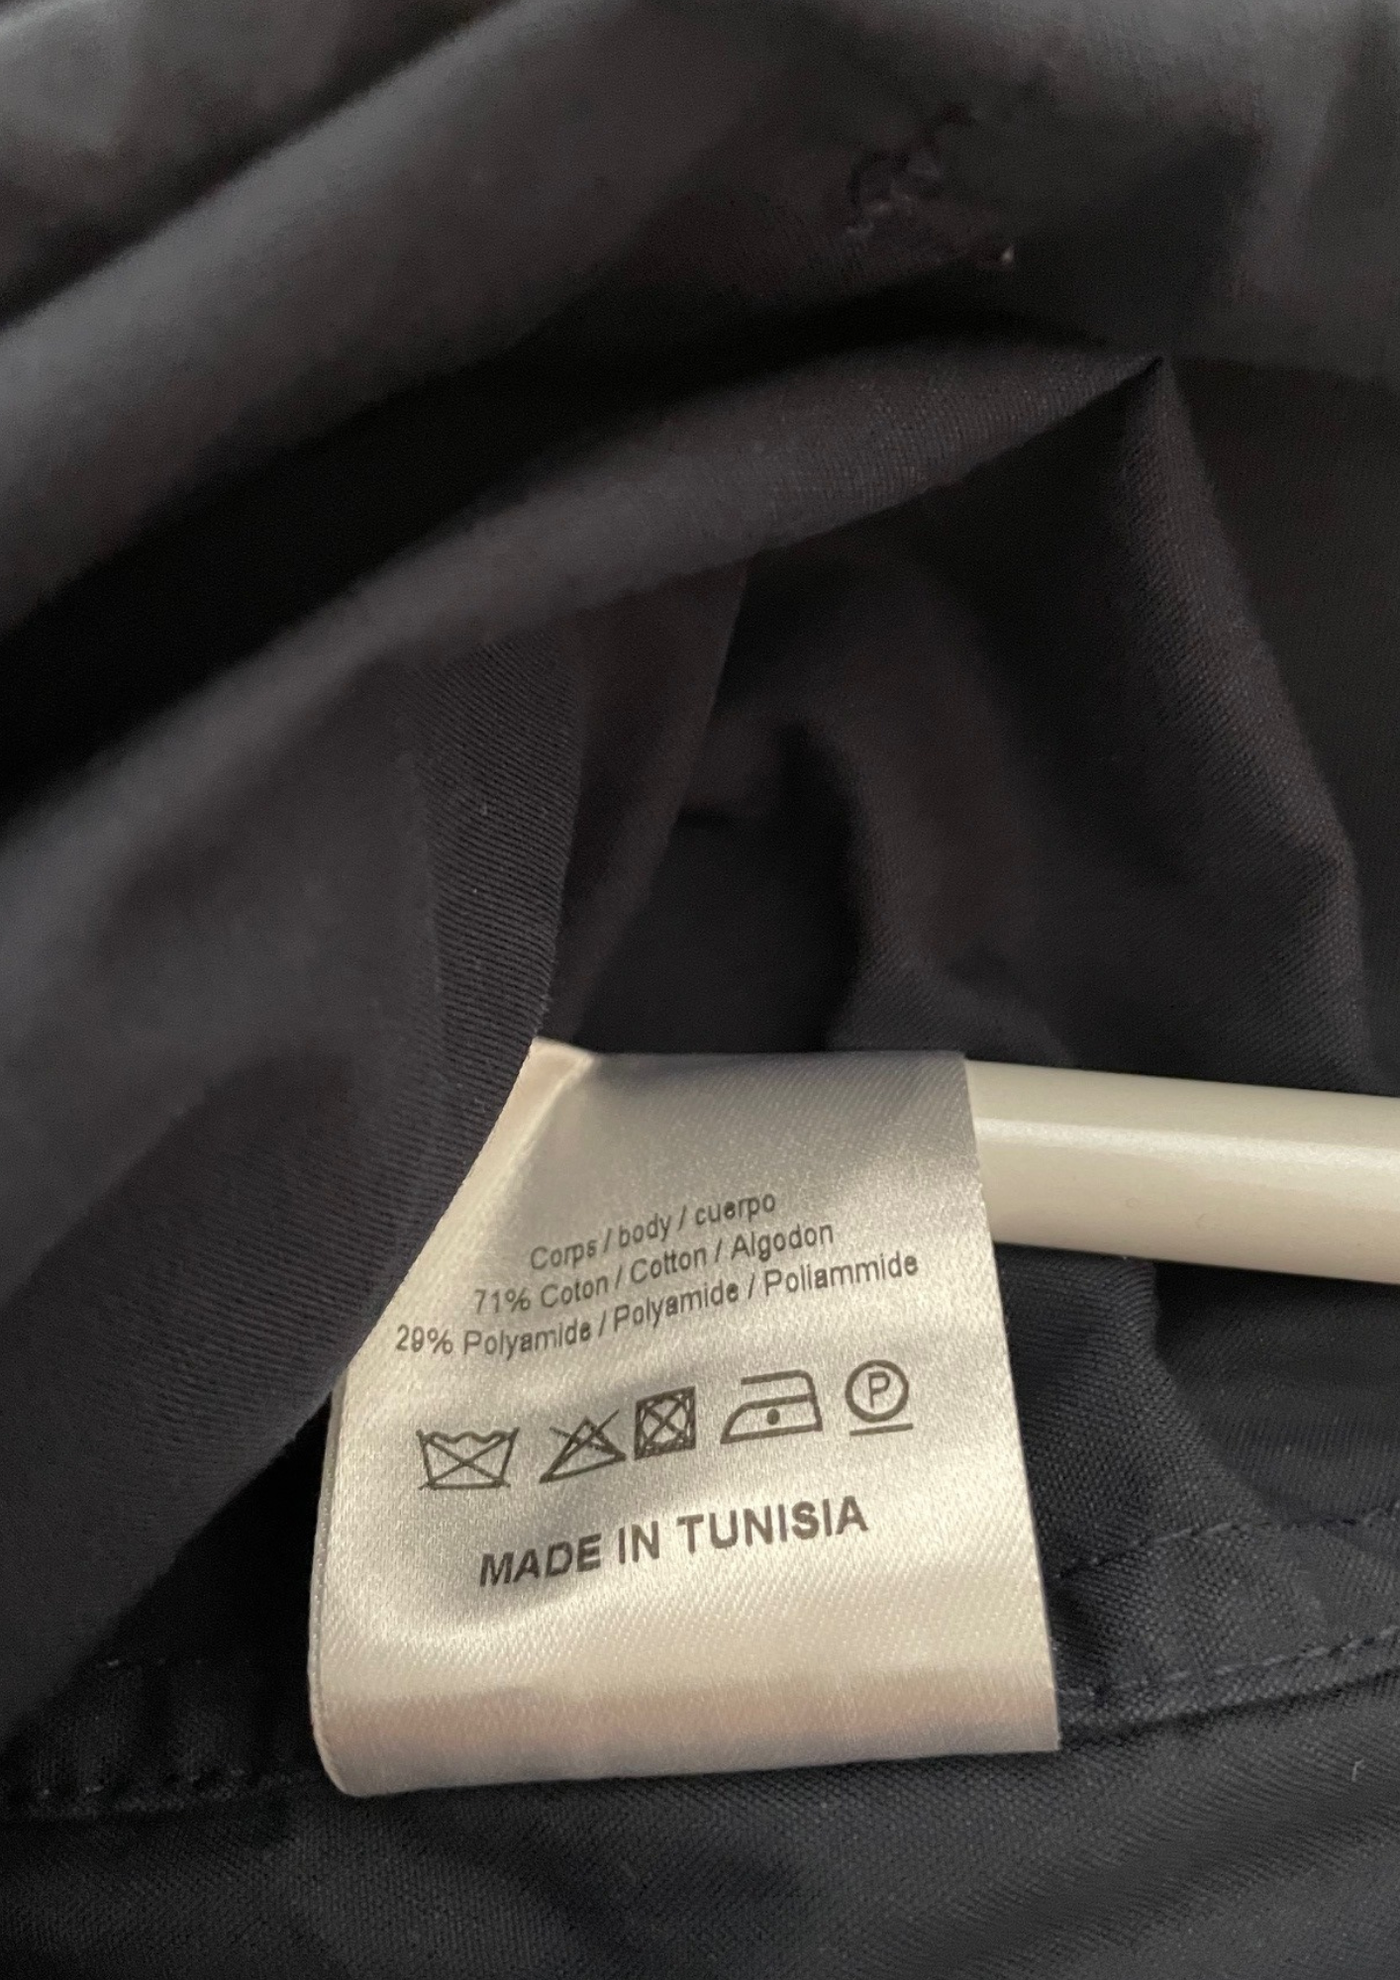 Corps / body / cuerpo
71% Coton / Cotton / Algodon
29% Polyamide / Polyamide / Poliammide
P
MADE IN TUNISIA